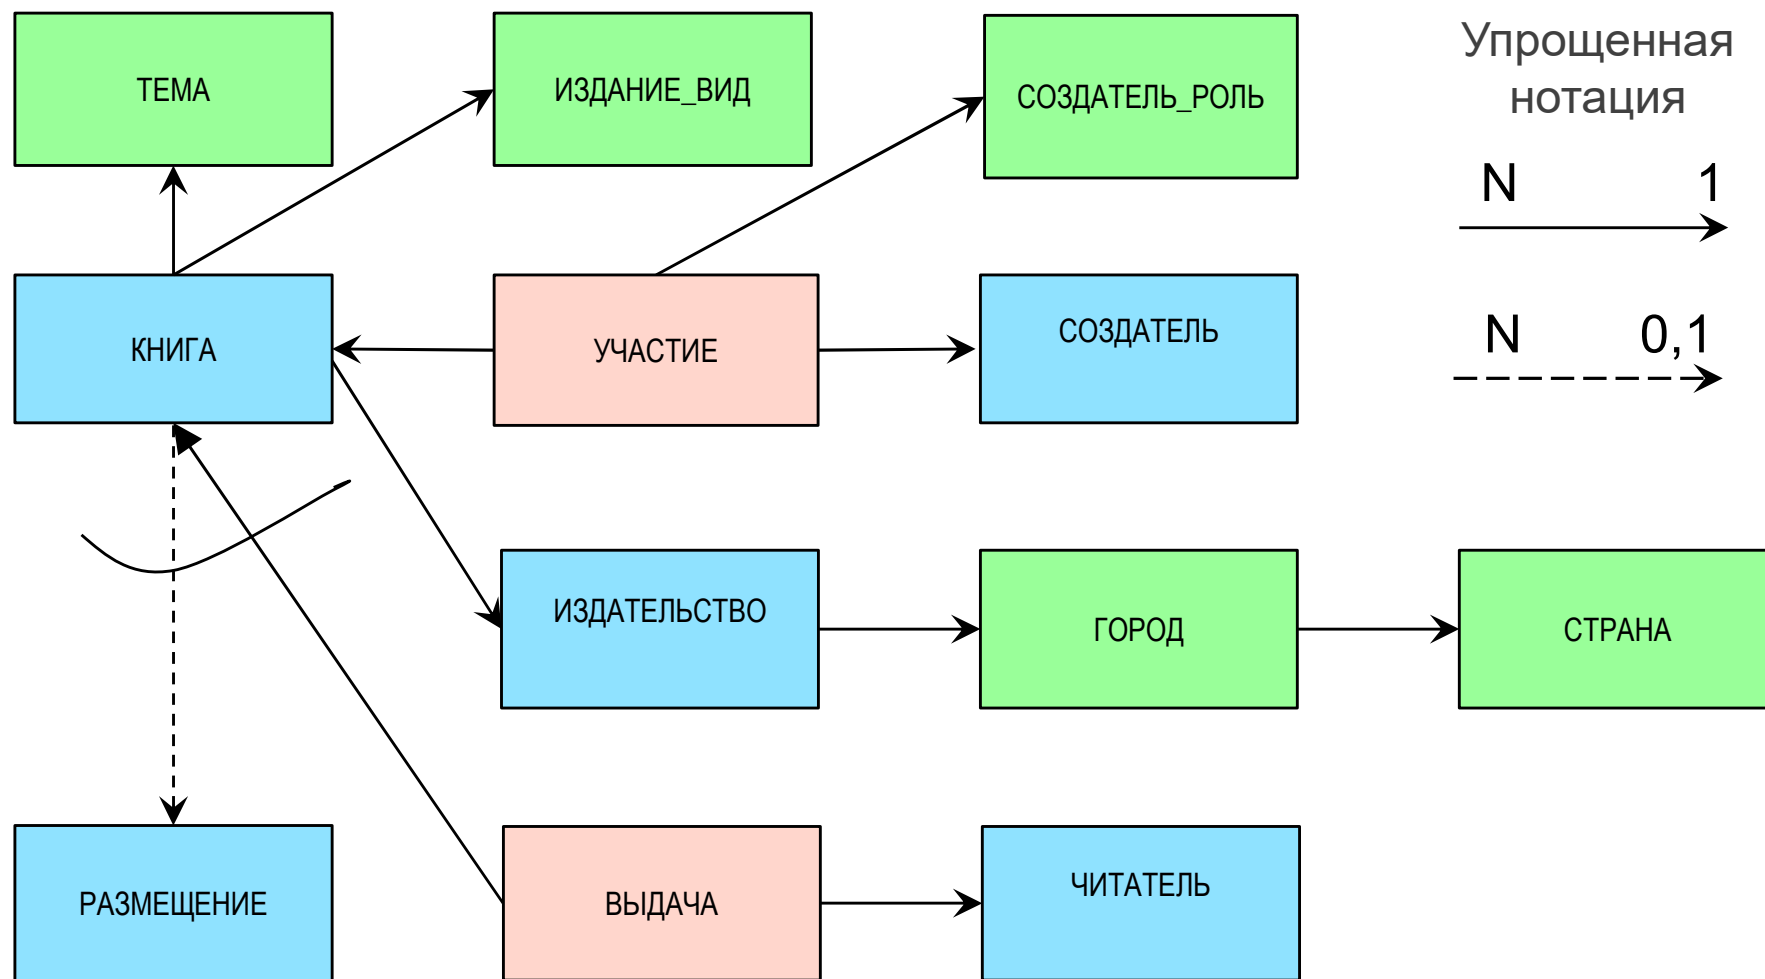 ТЕМА
ИЗДАНИЕ_ВИД
СОЗДАТЕЛЬ_РОЛЬ
Упрощенная
нотация
N 1
КНИГА
УЧАСТИЕ
СОЗДАТЕЛЬ
N 0,1
ИЗДАТЕЛЬСТВО
ГОРОД
СТРАНА
РАЗМЕЩЕНИЕ
ВЫДАЧА
ЧИТАТЕЛЬ